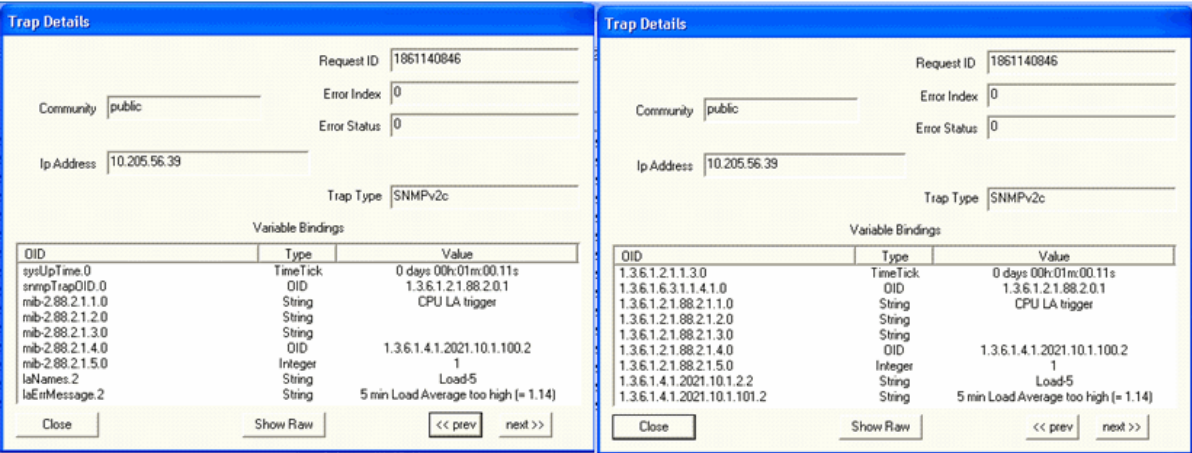 Trap Details
Request ID 1861140846
Community public
Error Index 0
Error Status 0
Ip Address 10.205.56.39
Trap Type SNMPv2c
Variable Bindings
OID Type Value
sysUpTime.0 TimeTick 0 days 00h:01m:00.11s
snmpTrapOID.0 OID 1.3.6.1.2.1.88.2.0.1
mib-2.88.2.1.1.0 String CPU LA trigger
mib-2.88.2.1.2.0 String
mib-2.88.2.1.3.0 String
mib-2.88.2.1.4.0 OID 1.3.6.1.4.1.2021.10.1.100.2
mib-2.88.2.1.5.0 Integer 1
laNames.2 String Load-5
laErrMessage.2 String 5 min Load Average too high (= 1.14)
Close Show Raw << prev next >>
Trap Details
Request ID 1861140846
Community public
Error Index 0
Error Status 0
Ip Address 10.205.56.39
Trap Type SNMPv2c
Variable Bindings
OID Type Value
1.3.6.1.2.1.1.3.0 TimeTick 0 days 00h:01m:00.11s
1.3.6.1.6.3.1.1.4.1.0 OID 1.3.6.1.2.1.88.2.0.1
1.3.6.1.2.1.88.2.1.1.0 String CPU LA trigger
1.3.6.1.2.1.88.2.1.2.0 String
1.3.6.1.2.1.88.2.1.3.0 String
1.3.6.1.2.1.88.2.1.4.0 OID 1.3.6.1.4.1.2021.10.1.100.2
1.3.6.1.2.1.88.2.1.5.0 Integer 1
1.3.6.1.4.1.2021.10.1.2.2 String Load-5
1.3.6.1.4.1.2021.10.1.101.2 String 5 min Load Average too high (= 1.14)
Close Show Raw << prev next >>